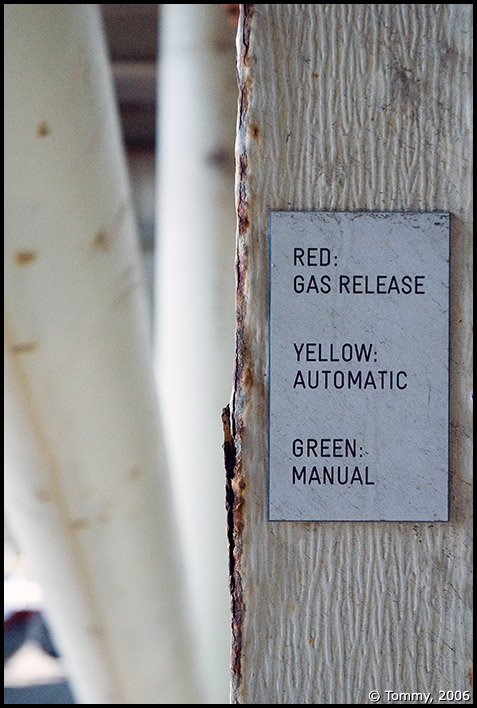 RED:
GAS RELEASE
YELLOW:
AUTOMATIC
GREEN:
MANUAL
© Tommy, 2006